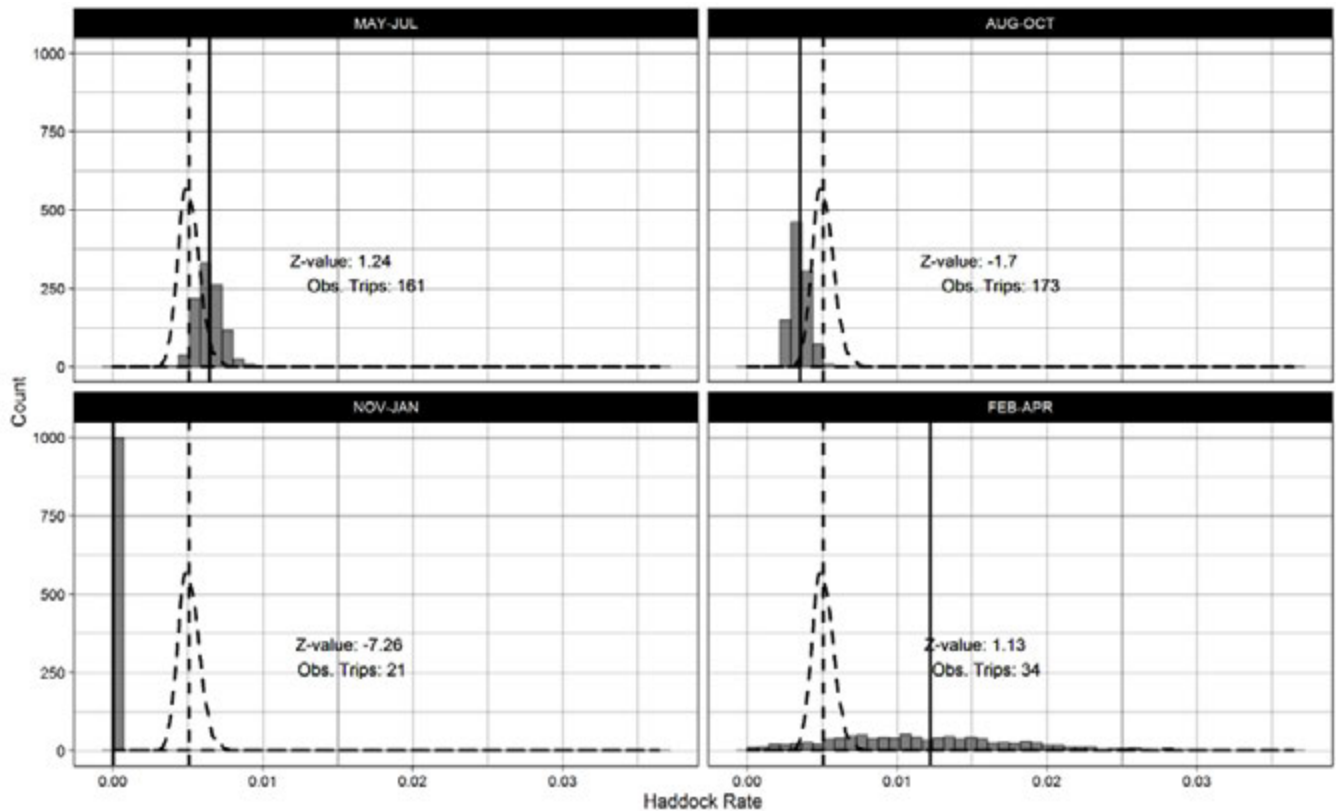 MAY-JUL
AUG-OCT
1000
750
500
250
0
Z-value: 1.24
Obs. Trips: 161
Z-value: -1.7
Obs. Trips: 173
Count
NOV-JAN
FEB-APR
1000
750
500
250
0
Z-value: -7.26
Obs. Trips: 21
Z-value: 1.13
Obs. Trips: 34
0.00
0.01
0.02
0.03
0.00
0.01
0.02
0.03
Haddock Rate